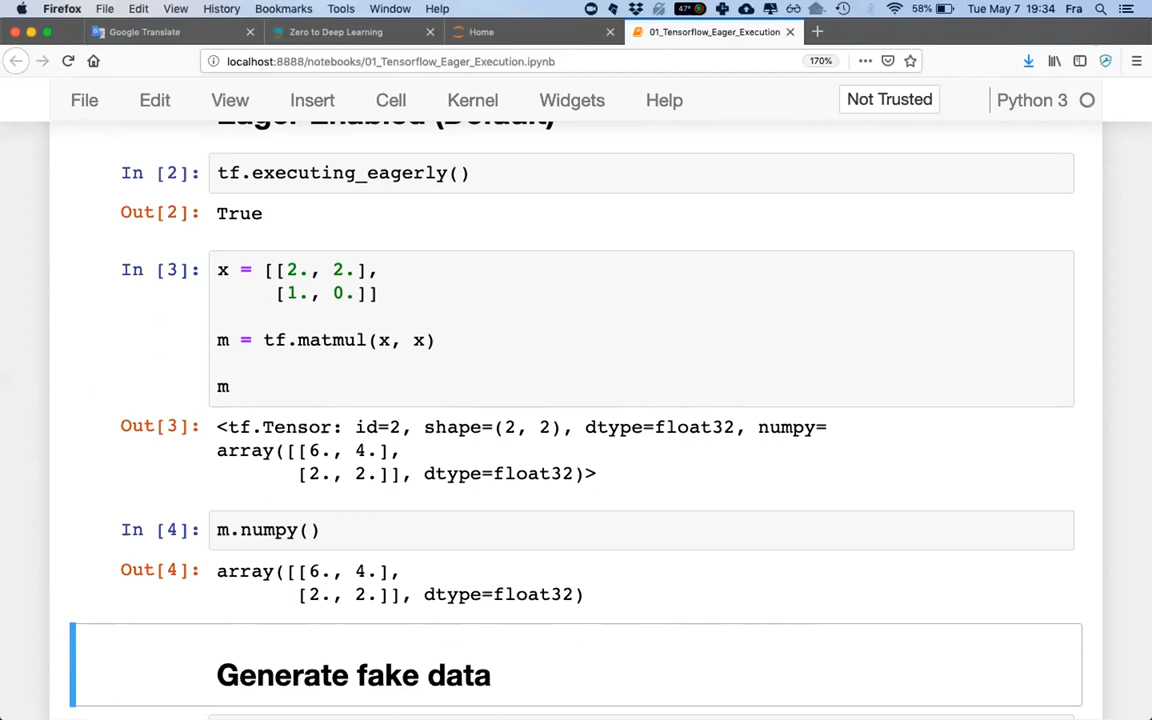 Firefox File Edit View History Bookmarks Tools Window Help 47° 58% Tue May 7 19:34 Fra
Google Translate Zero to Deep Learning Home 01_Tensorflow_Eager_Execution
localhost:8888/notebooks/01_Tensorflow_Eager_Execution.ipynb 170%
File Edit View Insert Cell Kernel Widgets Help Not Trusted Python 3
Eager Enabled (Default)
In [2]: tf.executing_eagerly()
Out[2]: True
In [3]: x = [[2., 2.],
[1., 0.]]
m = tf.matmul(x, x)
m
Out[3]: <tf.Tensor: id=2, shape=(2, 2), dtype=float32, numpy=
array([[6., 4.],
[2., 2.]], dtype=float32)>
In [4]: m.numpy()
Out[4]: array([[6., 4.],
[2., 2.]], dtype=float32)
Generate fake data